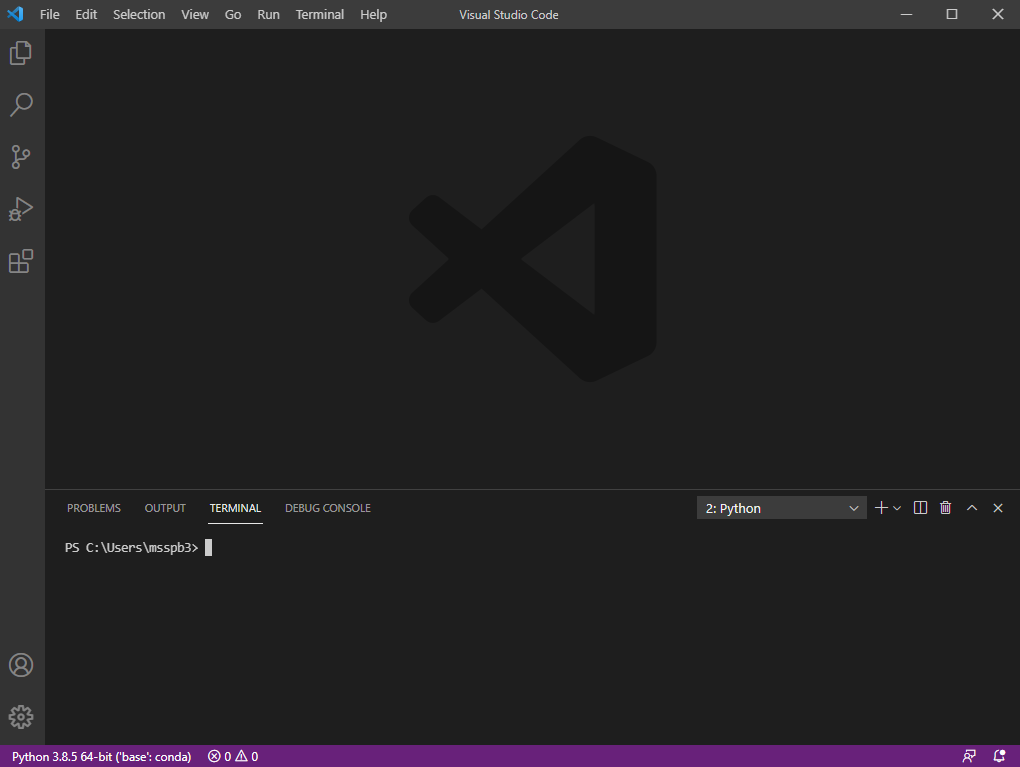 File Edit Selection View Go Run Terminal Help Visual Studio Code
PROBLEMS OUTPUT TERMINAL DEBUG CONSOLE 2: Python
PS C:\Users\msspb3>
Python 3.8.5 64-bit ('base': conda) 0 0